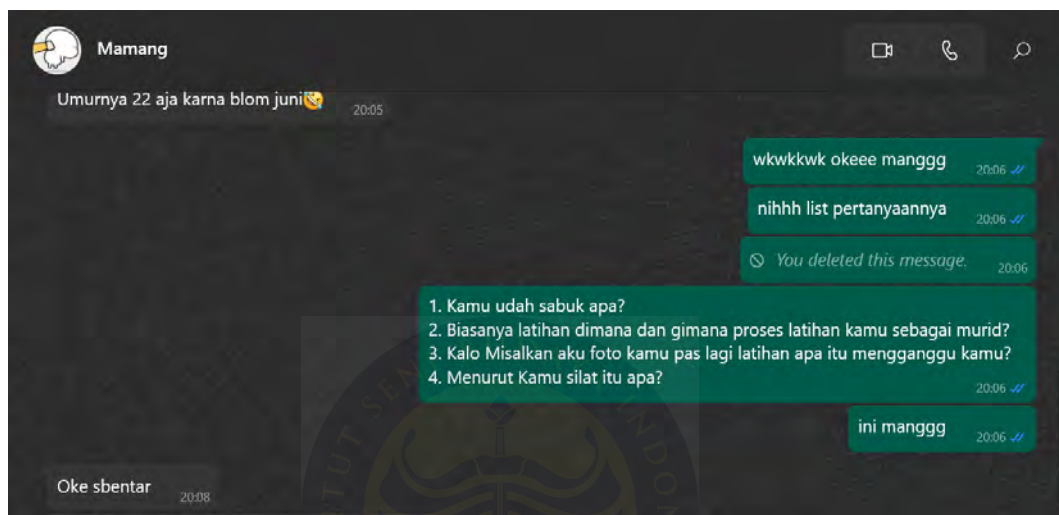 Mamang
Umurnya 22 aja karna blom juni🤣
20:05
wkwkkwk okeee manggg
20:06
nihhh list pertanyaannya
20:06
You deleted this message.
20:06
1. Kamu udah sabuk apa?
2. Biasanya latihan dimana dan gimana proses latihan kamu sebagai murid?
3. Kalo Misalkan aku foto kamu pas lagi latihan apa itu mengganggu kamu?
4. Menurut Kamu silat itu apa?
20:06
ini manggg
20:06
Oke sbentar
20:08